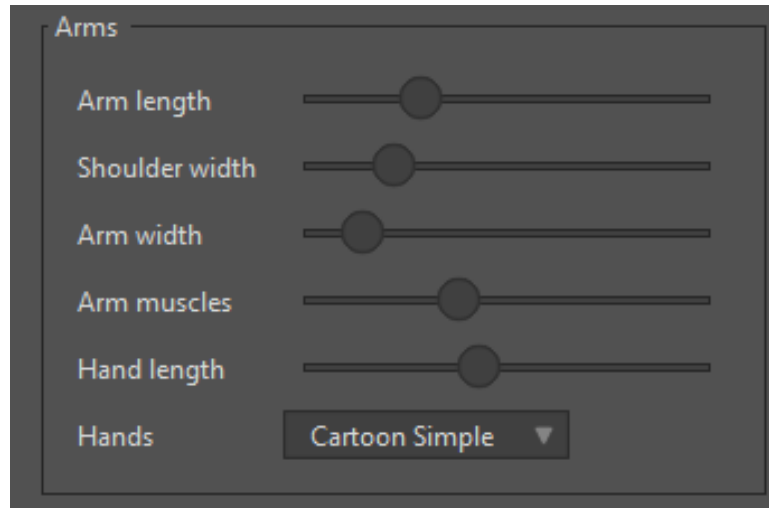 Arms
Arm length
Shoulder width
Arm width
Arm muscles
Hand length
Hands Cartoon Simple